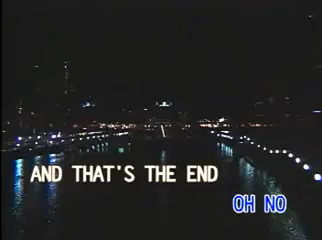 AND THAT'S THE END
OH NO